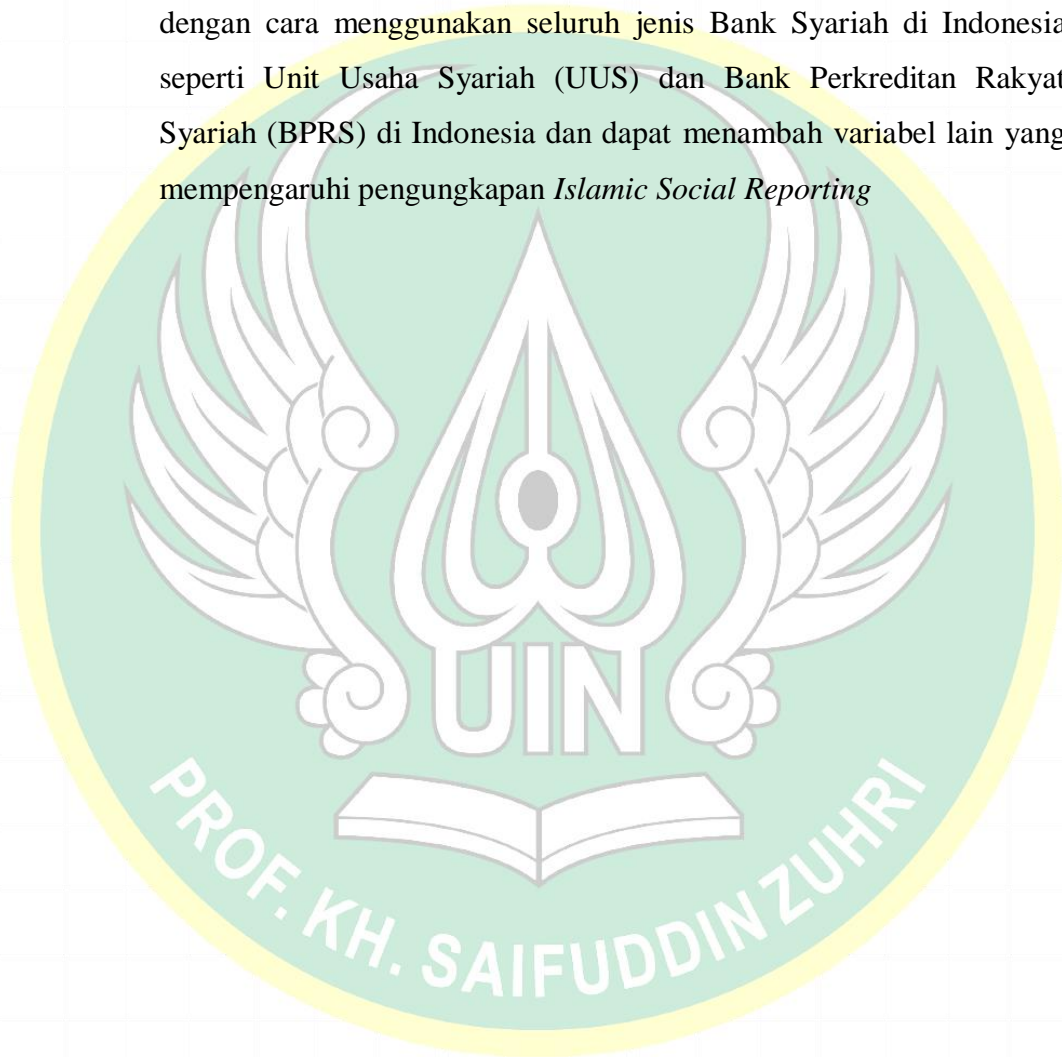 dengan cara menggunakan seluruh jenis Bank Syariah di Indonesia
seperti Unit Usaha Syariah (UUS) dan Bank Perkreditan Rakyat
Syariah (BPRS) di Indonesia dan dapat menambah variabel lain yang
mempengaruhi pengungkapan Islamic Social Reporting
UIN
PROF. KH. SAIFUDDIN ZUHRI